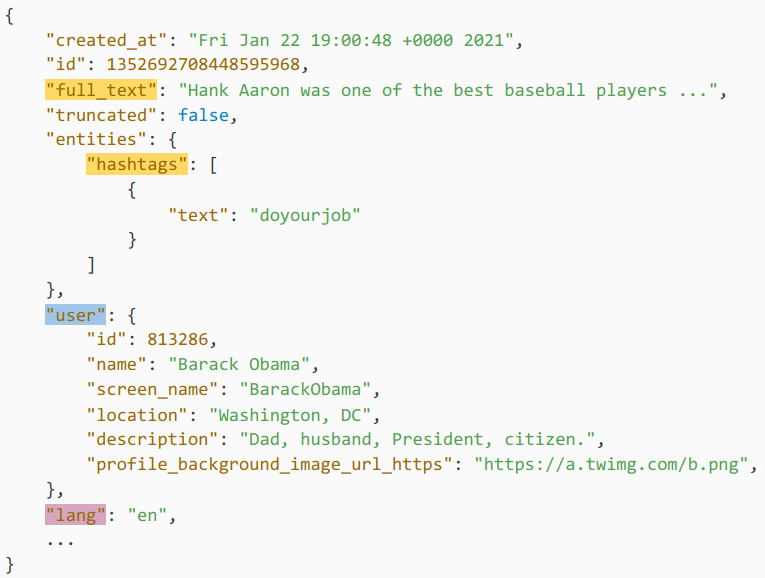 {
    "created_at": "Fri Jan 22 19:00:48 +0000 2021",
    "id": 1352692708448595968,
    "full_text": "Hank Aaron was one of the best baseball players ...",
    "truncated": false,
    "entities": {
        "hashtags": [
            {
                "text": "doyourjob"
            }
        ]
    },
    "user": {
        "id": 813286,
        "name": "Barack Obama",
        "screen_name": "BarackObama",
        "location": "Washington, DC",
        "description": "Dad, husband, President, citizen.",
        "profile_background_image_url_https": "https://a.twimg.com/b.png",
    },
    "lang": "en",
    ...
}